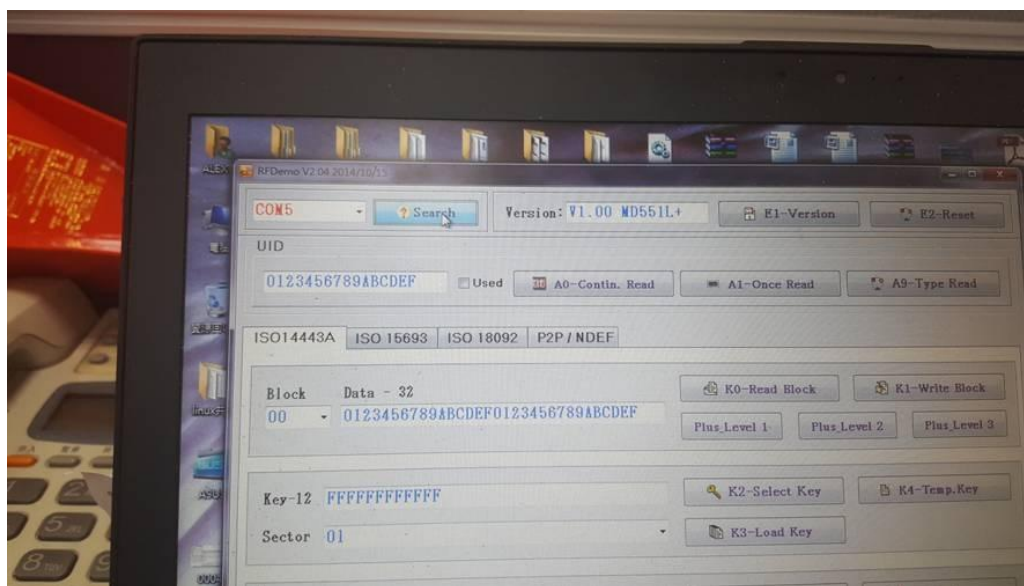 RFDemo V2.04 2014/10/15
COM5
Search
Version: V1.00 MD551L+
E1-Version
E2-Reset
UID
0123456789ABCDEF
Used
A0-Contin. Read
A1-Once Read
A9-Type Read
ISO14443A
ISO 15693
ISO 18092
P2P / NDEF
Block
Data - 32
K0-Read Block
K1-Write Block
00
0123456789ABCDEF0123456789ABCDEF
Plus_Level 1
Plus_Level 2
Plus_Level 3
Key-12
FFFFFFFFFFFF
K2-Select Key
K4-Temp.Key
Sector
01
K3-Load Key